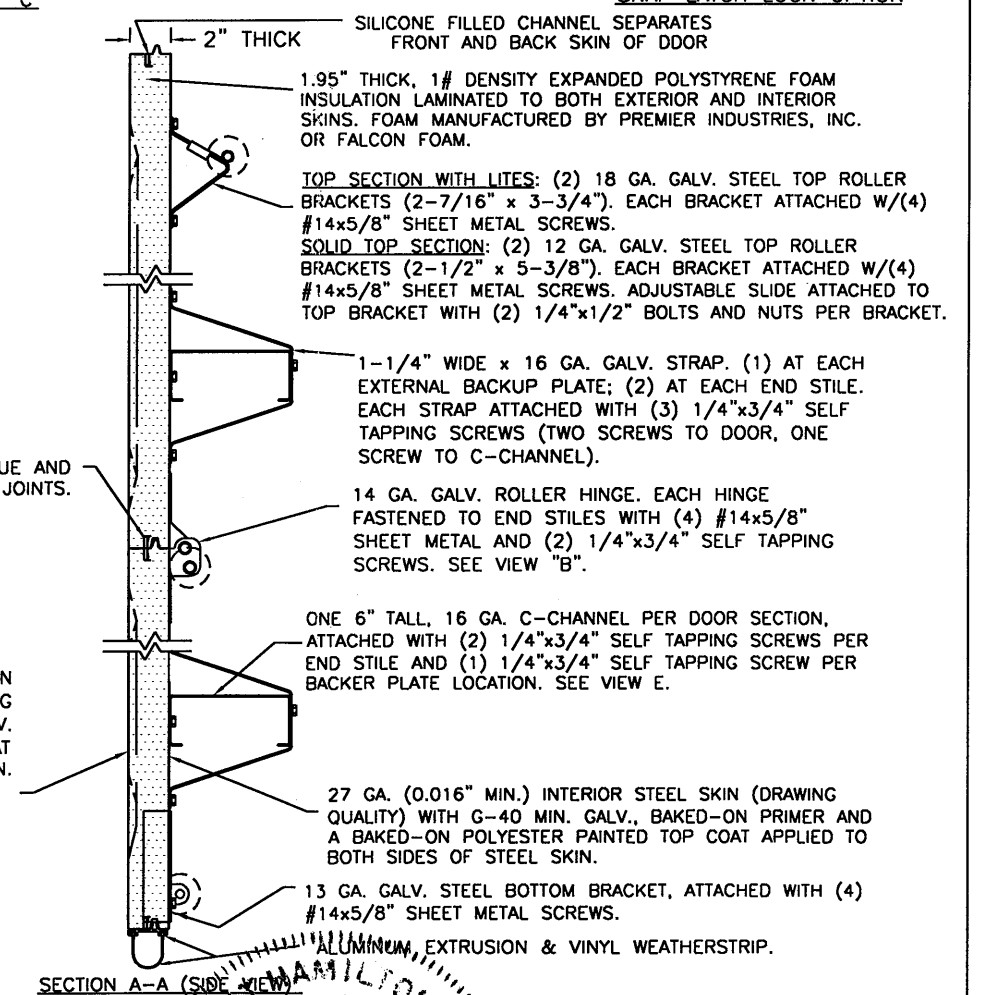 C
SILICONE FILLED CHANNEL SEPARATES
FRONT AND BACK SKIN OF DDOR
2" THICK
1.95" THICK, 1# DENSITY EXPANDED POLYSTYRENE FOAM
INSULATION LAMINATED TO BOTH EXTERIOR AND INTERIOR
SKINS. FOAM MANUFACTURED BY PREMIER INDUSTRIES, INC.
OR FALCON FOAM.
TOP SECTION WITH LITES: (2) 18 GA. GALV. STEEL TOP ROLLER
BRACKETS (2-7/16" x 3-3/4"). EACH BRACKET ATTACHED W/(4)
#14x5/8" SHEET METAL SCREWS.
SOLID TOP SECTION: (2) 12 GA. GALV. STEEL TOP ROLLER
BRACKETS (2-1/2" x 5-3/8"). EACH BRACKET ATTACHED W/(4)
#14x5/8" SHEET METAL SCREWS. ADJUSTABLE SLIDE ATTACHED TO
TOP BRACKET WITH (2) 1/4"x1/2" BOLTS AND NUTS PER BRACKET.
1-1/4" WIDE x 16 GA. GALV. STRAP. (1) AT EACH
EXTERNAL BACKUP PLATE; (2) AT EACH END STILE.
EACH STRAP ATTACHED WITH (3) 1/4"x3/4" SELF
TAPPING SCREWS (TWO SCREWS TO DOOR, ONE
SCREW TO C-CHANNEL).
UE AND
JOINTS.
14 GA. GALV. ROLLER HINGE. EACH HINGE
FASTENED TO END STILES WITH (4) #14x5/8"
SHEET METAL AND (2) 1/4"x3/4" SELF TAPPING
SCREWS. SEE VIEW "B".
ONE 6" TALL, 16 GA. C-CHANNEL PER DOOR SECTION,
ATTACHED WITH (2) 1/4"x3/4" SELF TAPPING SCREWS PER
END STILE AND (1) 1/4"x3/4" SELF TAPPING SCREW PER
BACKER PLATE LOCATION. SEE VIEW E.
N
G
V.
AT
N.
27 GA. (0.016" MIN.) INTERIOR STEEL SKIN (DRAWING
QUALITY) WITH G-40 MIN. GALV., BAKED-ON PRIMER AND
A BAKED-ON POLYESTER PAINTED TOP COAT APPLIED TO
BOTH SIDES OF STEEL SKIN.
13 GA. GALV. STEEL BOTTOM BRACKET, ATTACHED WITH (4)
#14x5/8" SHEET METAL SCREWS.
ALUMINUM EXTRUSION & VINYL WEATHERSTRIP.
SECTION A-A (SIDE VIEW)
HAMILTO